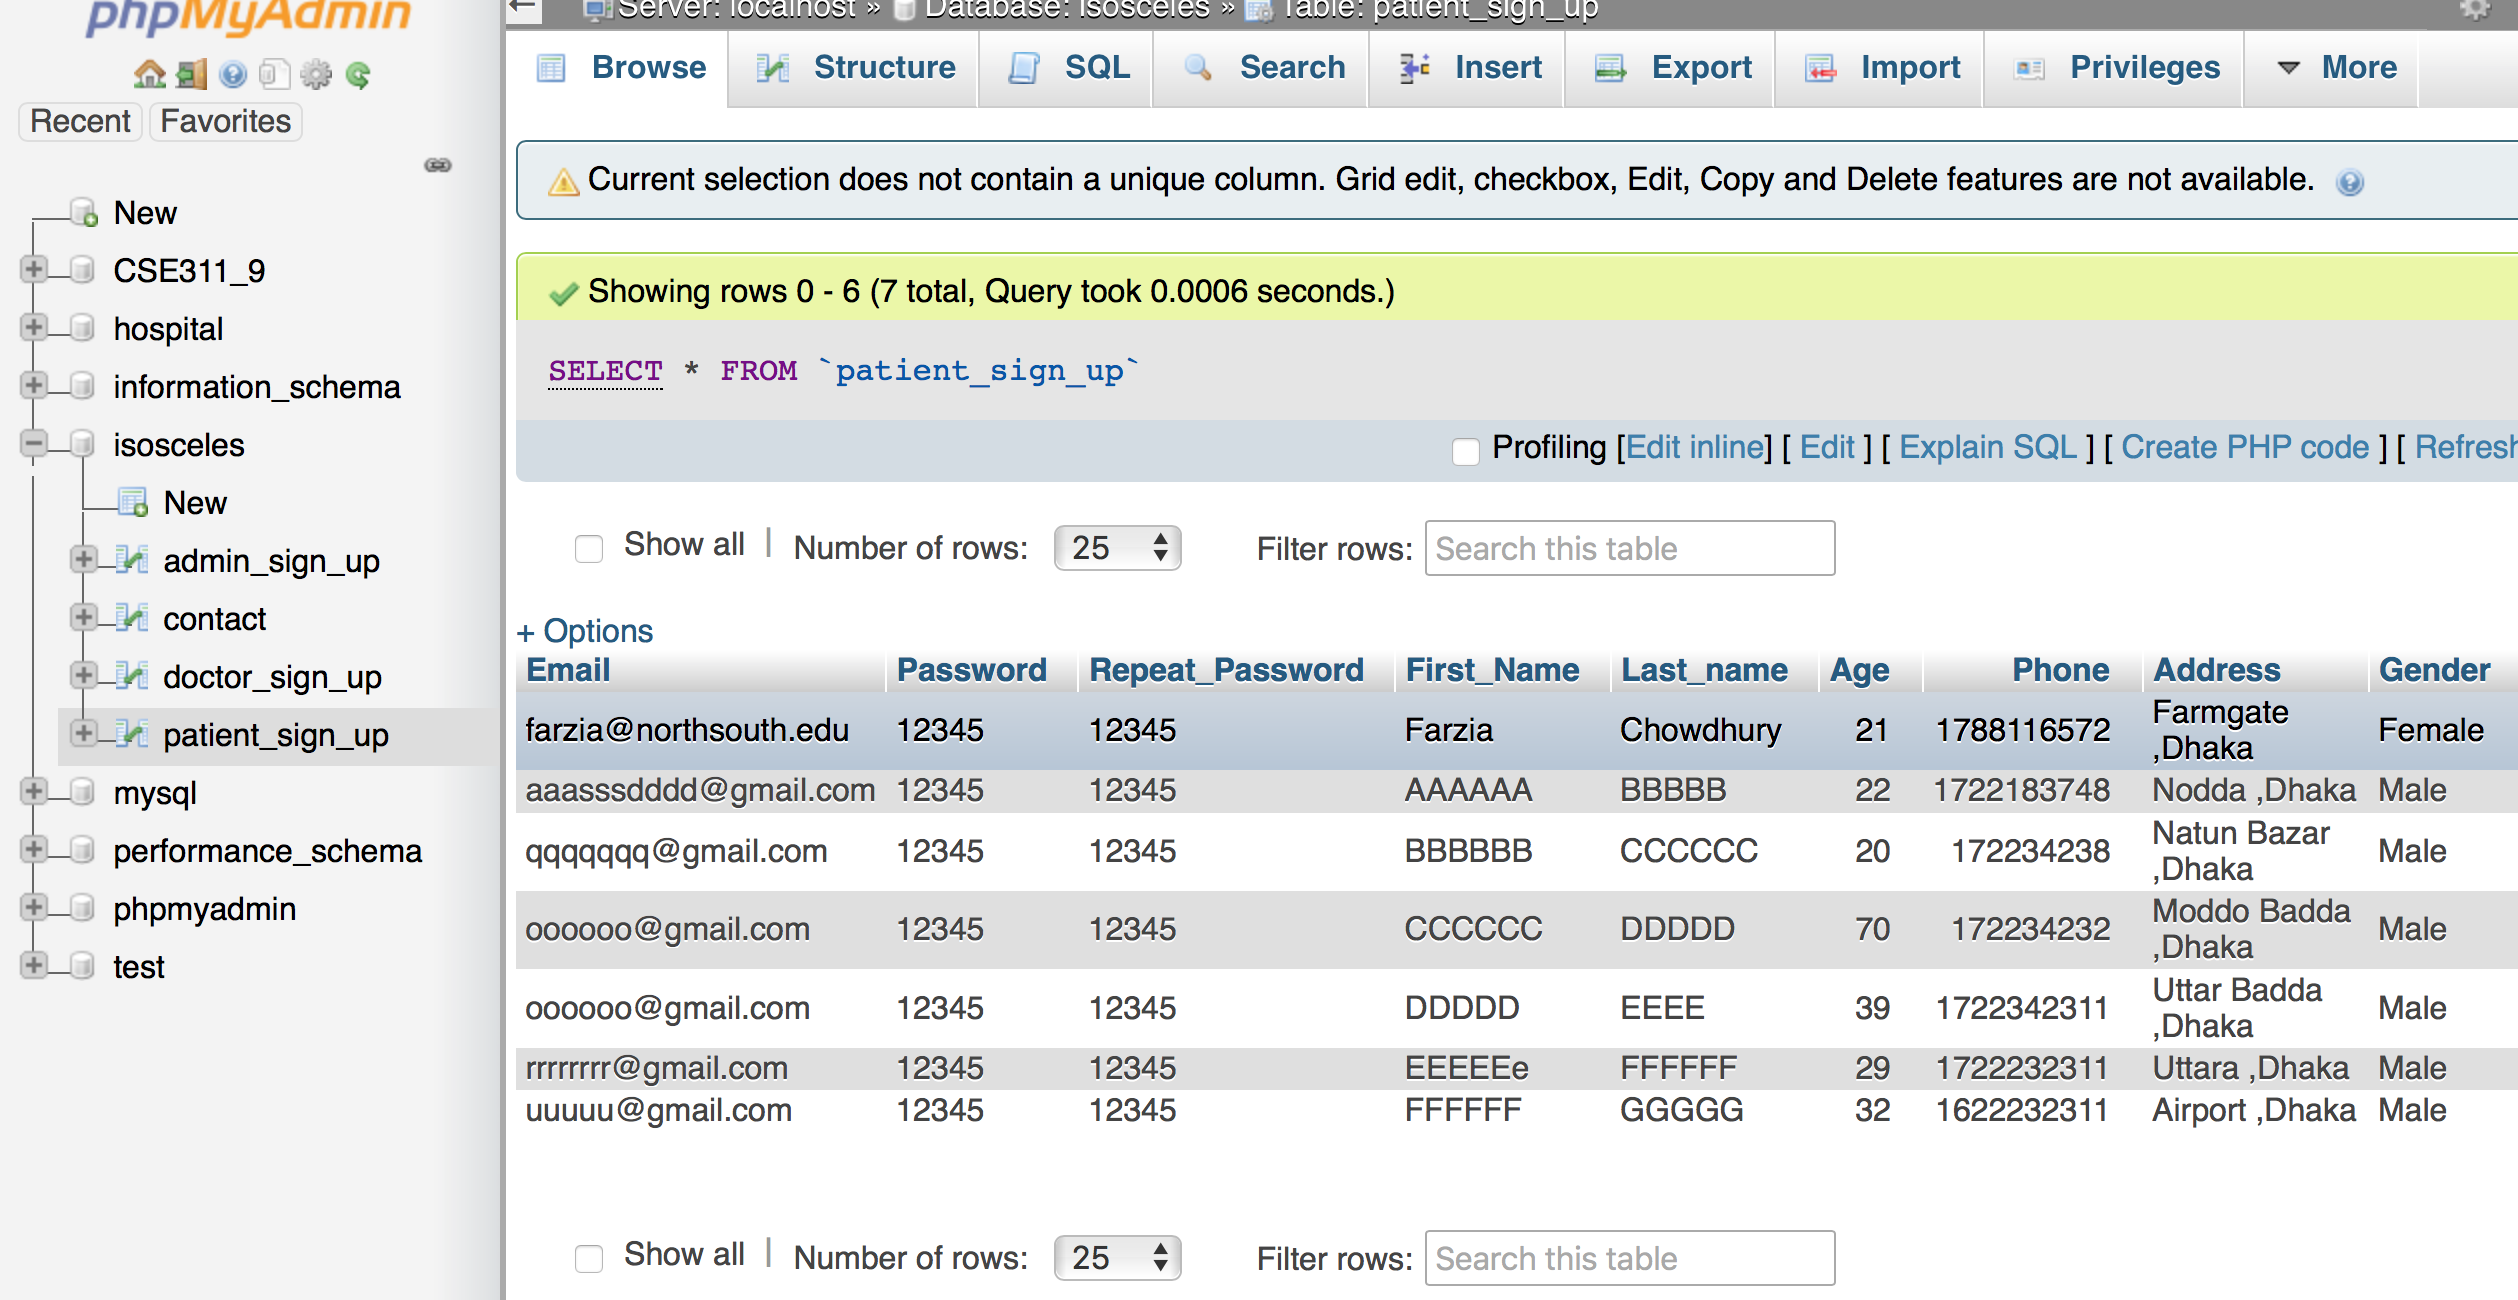 phpMyAdmin
Recent Favorites
New
CSE311_9
hospital
information_schema
isosceles
New
admin_sign_up
contact
doctor_sign_up
patient_sign_up
mysql
performance_schema
phpmyadmin
test
Server: localhost » Database: isosceles » Table: patient_sign_up
Browse Structure SQL Search Insert Export Import Privileges More
Current selection does not contain a unique column. Grid edit, checkbox, Edit, Copy and Delete features are not available.
Showing rows 0 - 6 (7 total, Query took 0.0006 seconds.)
SELECT * FROM `patient_sign_up`
Profiling [Edit inline] [ Edit ] [ Explain SQL ] [ Create PHP code ] [ Refresh
Show all | Number of rows: 25 Filter rows: Search this table
+ Options
Email Password Repeat_Password First_Name Last_name Age Phone Address Gender
farzia@northsouth.edu 12345 12345 Farzia Chowdhury 21 1788116572 Farmgate ,Dhaka Female
aaasssdddd@gmail.com 12345 12345 AAAAAA BBBBB 22 1722183748 Nodda ,Dhaka Male
qqqqqqq@gmail.com 12345 12345 BBBBBB CCCCCC 20 172234238 Natun Bazar ,Dhaka Male
oooooo@gmail.com 12345 12345 CCCCCC DDDDD 70 172234232 Moddo Badda ,Dhaka Male
oooooo@gmail.com 12345 12345 DDDDD EEEE 39 1722342311 Uttar Badda ,Dhaka Male
rrrrrrrr@gmail.com 12345 12345 EEEEEe FFFFFF 29 1722232311 Uttara ,Dhaka Male
uuuuu@gmail.com 12345 12345 FFFFFF GGGGG 32 1622232311 Airport ,Dhaka Male
Show all | Number of rows: 25 Filter rows: Search this table